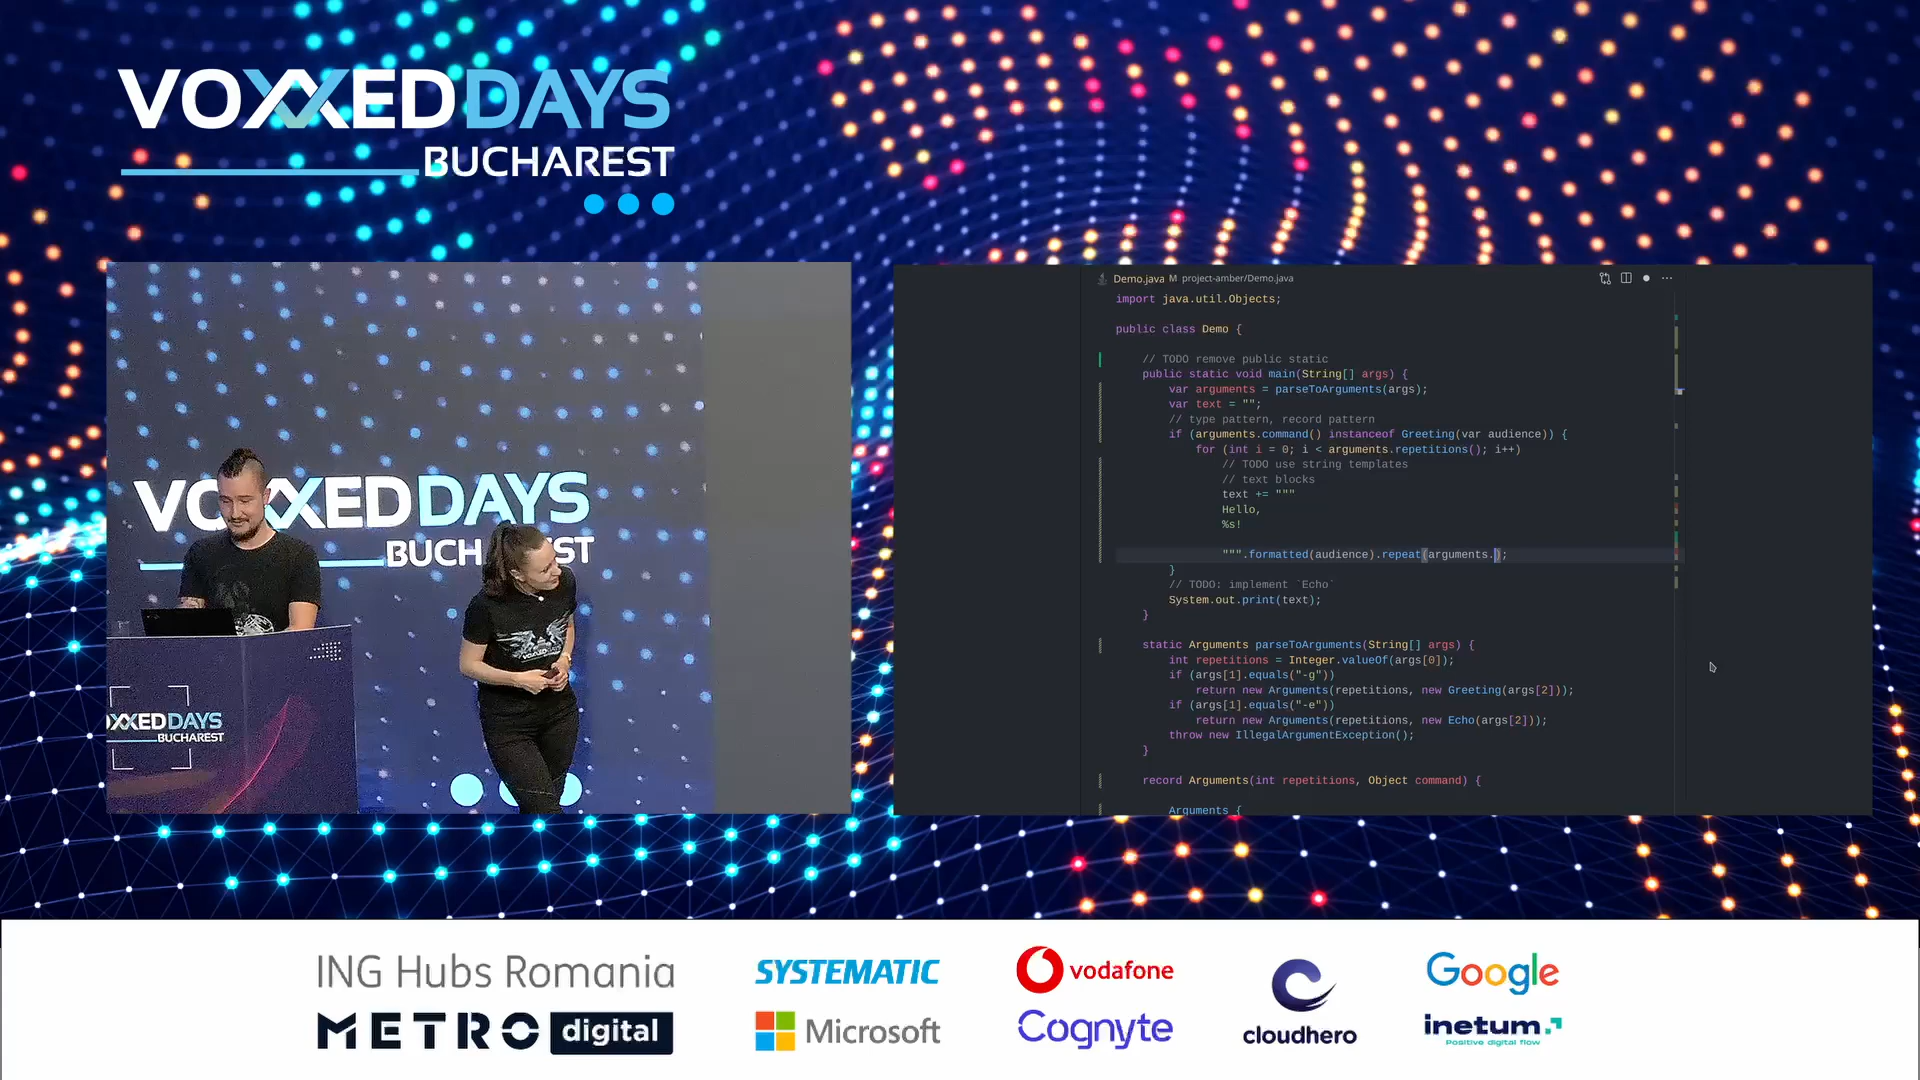 VOXXEDDAYS
BUCHAREST
VOXXEDDAYS
BUCHAREST
VOXXEDDAYS
BUCHAREST
Demo.java M project-amber/Demo.java
import java.util.Objects;
public class Demo {
// TODO remove public static
public static void main(String[] args) {
var arguments = parseToArguments(args);
var text = "";
// type pattern, record pattern
if (arguments.command() instanceof Greeting(var audience)) {
for (int i = 0; i < arguments.repetitions(); i++)
// TODO use string templates
// text blocks
text += """
Hello,
%s!
""".formatted(audience).repeat(arguments.);
}
// TODO: implement `Echo`
System.out.print(text);
}
static Arguments parseToArguments(String[] args) {
int repetitions = Integer.valueOf(args[0]);
if (args[1].equals("-g"))
return new Arguments(repetitions, new Greeting(args[2]));
if (args[1].equals("-e"))
return new Arguments(repetitions, new Echo(args[2]));
throw new IllegalArgumentException();
}
record Arguments(int repetitions, Object command) {
Arguments {
ING Hubs Romania
SYSTEMATIC
vodafone
Google
METRO digital
Microsoft
Cognyte
cloudhero
inetum.
Positive digital flow